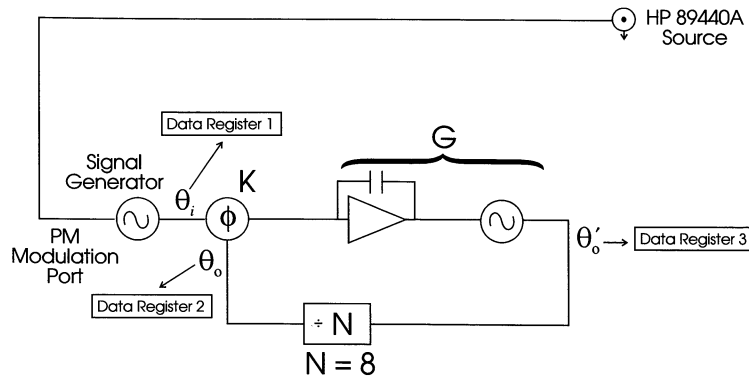 HP 89440A
Source
Data Register 1
G
Signal
Generator
K
θi
ϕ
PM
Modulation
Port
θo
θo′
Data Register 3
Data Register 2
÷ N
N = 8